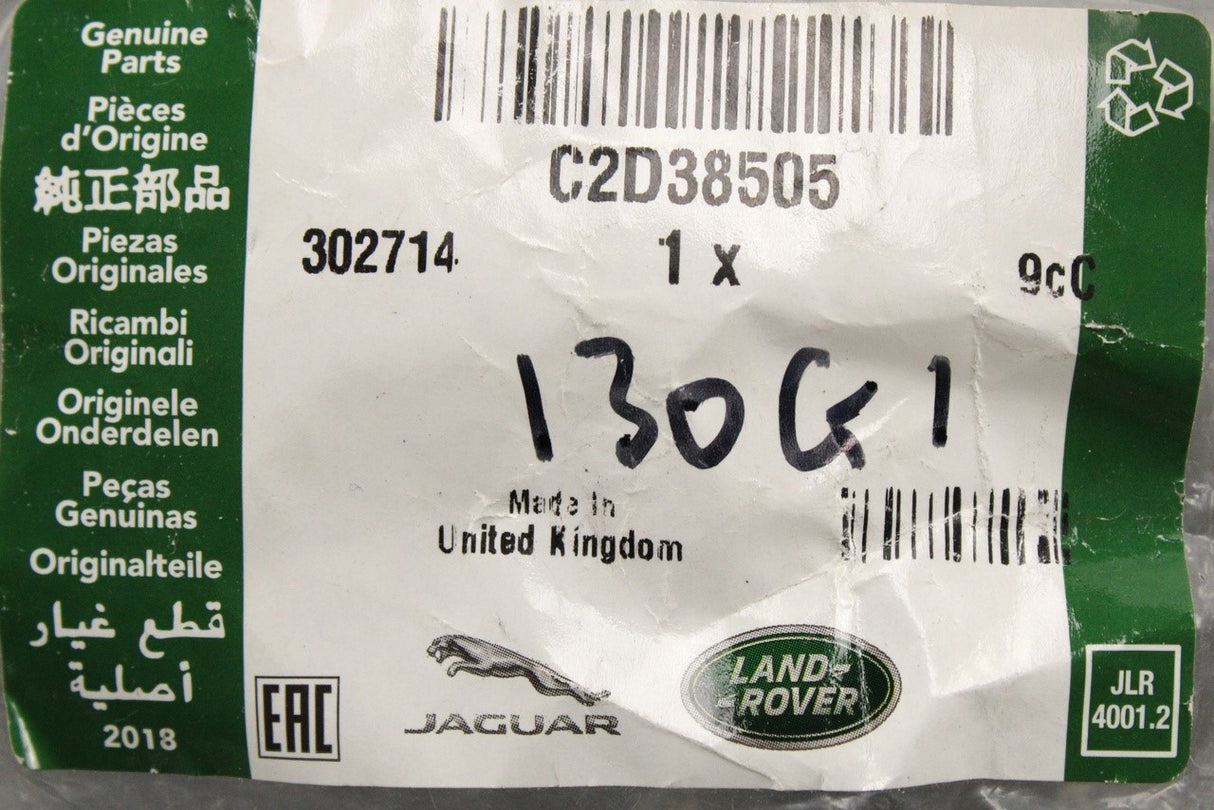 Genuine
Parts
Pièces
d'Origine
純正部品
Piezas
Originales
Ricambi
Originali
Originele
Onderdelen
Peças
Genuinas
Originalteile
قطع غيار
أصلية
2018
C2D38505
302714
1 x
9cC
130G1
Made In
United Kingdom
EAC
JAGUAR
LAND-
-ROVER
JLR
4001.2